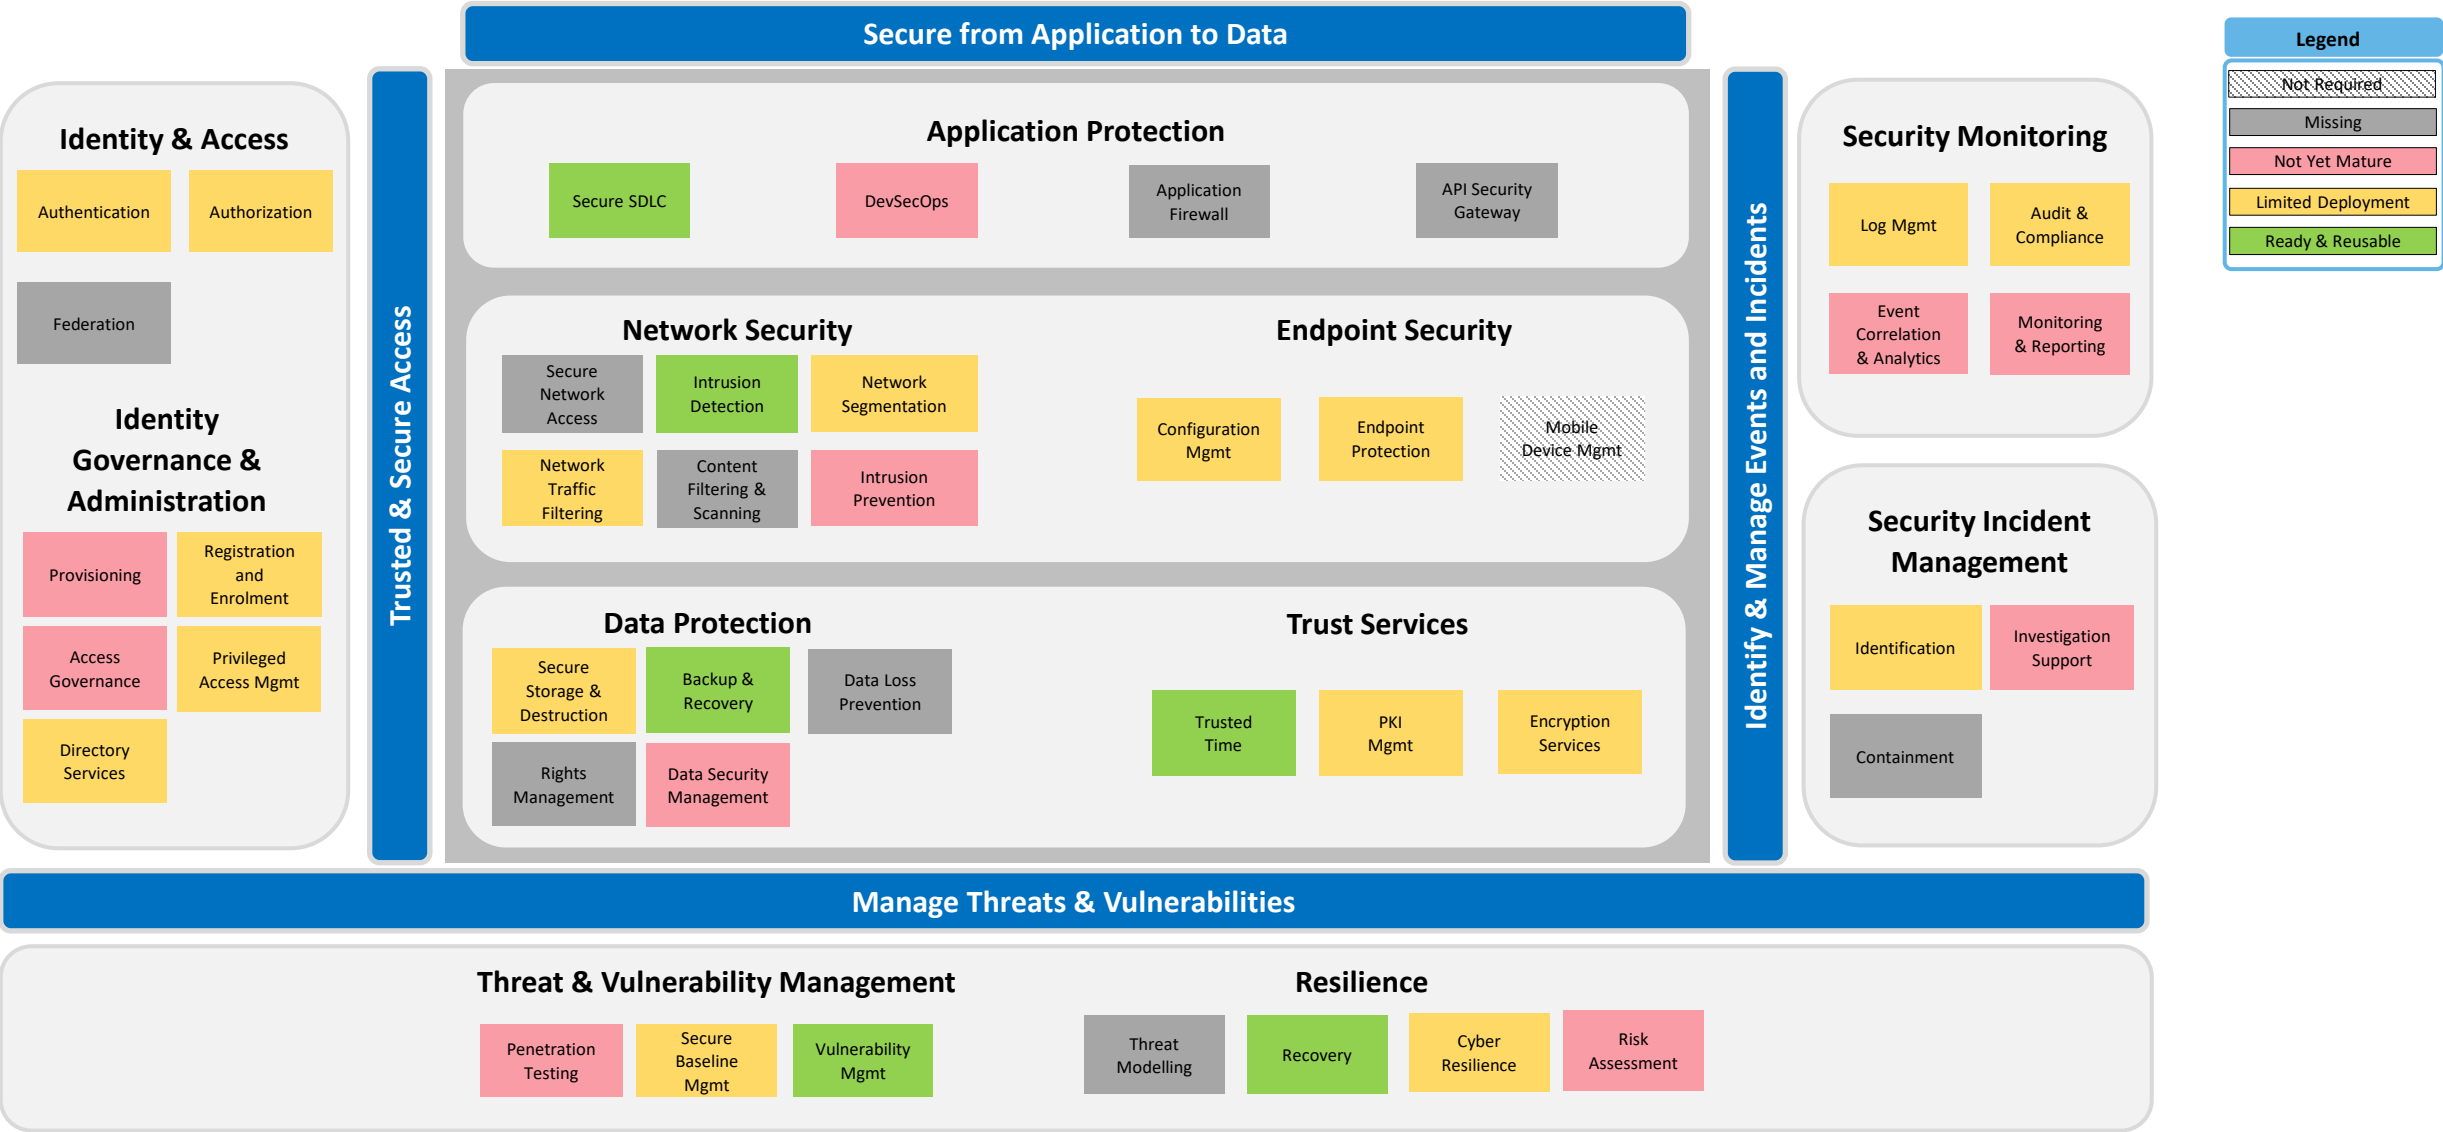 Secure from Application to Data
Legend
Not Required
Missing
Not Yet Mature
Limited Deployment
Ready & Reusable
Identity & Access
Authentication
Authorization
Federation
Identity
Governance &
Administration
Provisioning
Registration
and
Enrolment
Access
Governance
Privileged
Access Mgmt
Directory
Services
Trusted & Secure Access
Application Protection
Secure SDLC
DevSecOps
Application
Firewall
API Security
Gateway
Network Security
Secure
Network
Access
Intrusion
Detection
Network
Segmentation
Network
Traffic
Filtering
Content
Filtering &
Scanning
Intrusion
Prevention
Endpoint Security
Configuration
Mgmt
Endpoint
Protection
Mobile
Device Mgmt
Data Protection
Secure
Storage &
Destruction
Backup &
Recovery
Data Loss
Prevention
Rights
Management
Data Security
Management
Trust Services
Trusted
Time
PKI
Mgmt
Encryption
Services
Identify & Manage Events and Incidents
Security Monitoring
Log Mgmt
Audit &
Compliance
Event
Correlation
& Analytics
Monitoring
& Reporting
Security Incident
Management
Identification
Investigation
Support
Containment
Manage Threats & Vulnerabilities
Threat & Vulnerability Management
Penetration
Testing
Secure
Baseline
Mgmt
Vulnerability
Mgmt
Resilience
Threat
Modelling
Recovery
Cyber
Resilience
Risk
Assessment